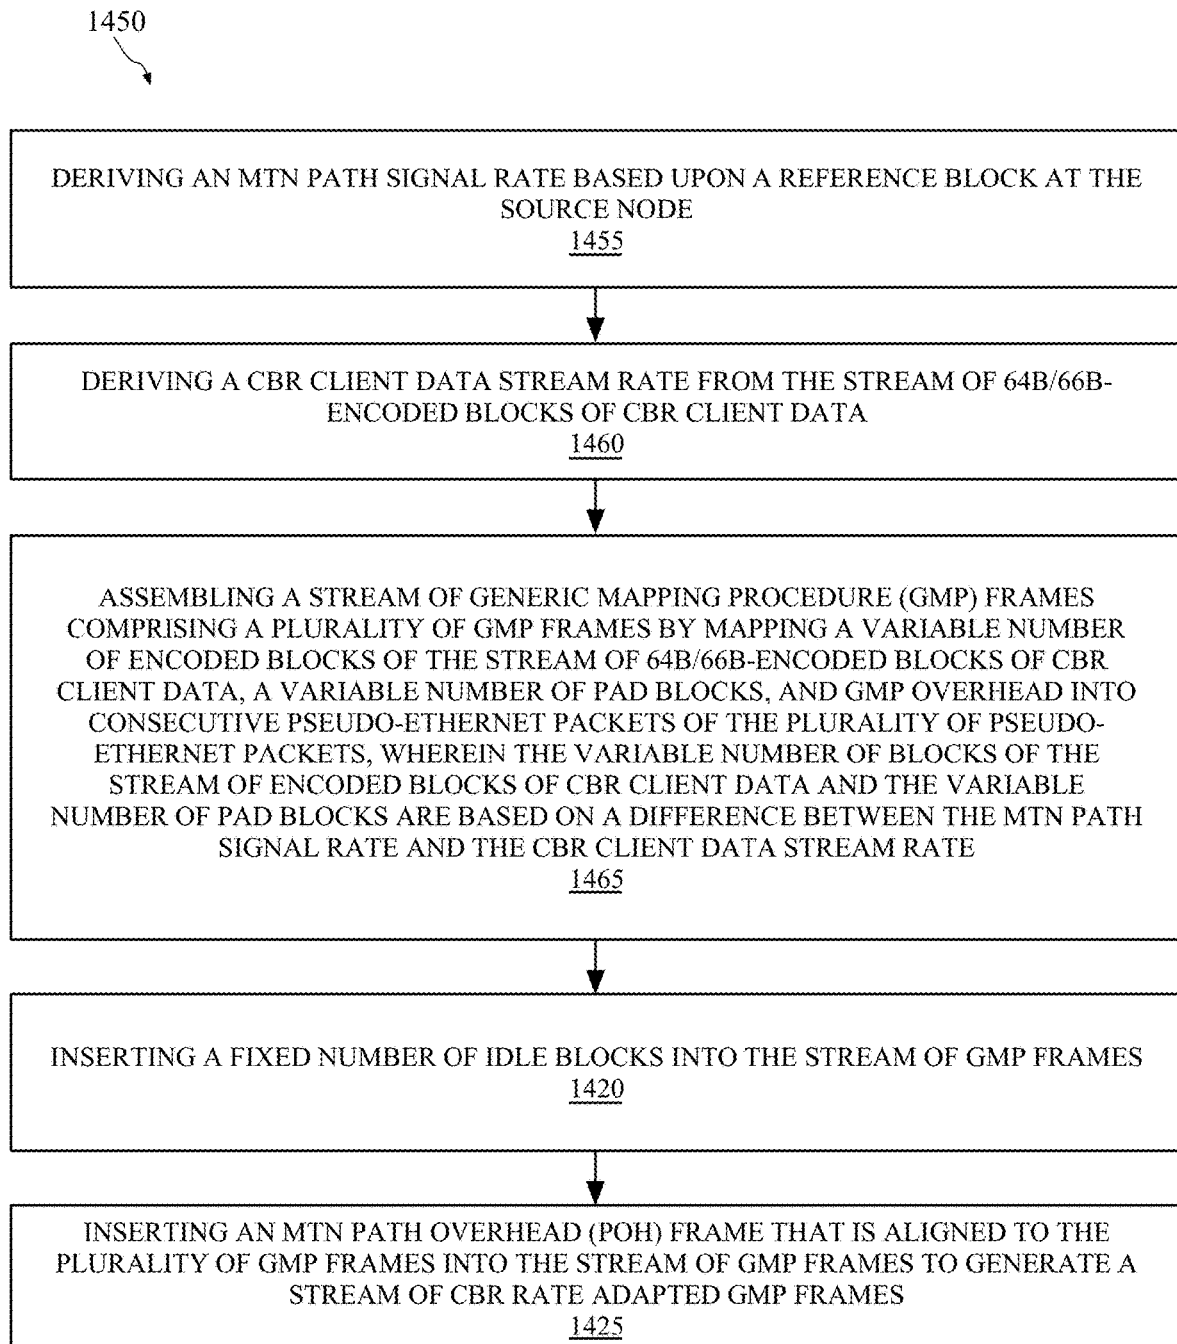 1450
DERIVING AN MTN PATH SIGNAL RATE BASED UPON A REFERENCE BLOCK AT THE
SOURCE NODE
1455
DERIVING A CBR CLIENT DATA STREAM RATE FROM THE STREAM OF 64B/66B-
ENCODED BLOCKS OF CBR CLIENT DATA
1460
ASSEMBLING A STREAM OF GENERIC MAPPING PROCEDURE (GMP) FRAMES
COMPRISING A PLURALITY OF GMP FRAMES BY MAPPING A VARIABLE NUMBER
OF ENCODED BLOCKS OF THE STREAM OF 64B/66B-ENCODED BLOCKS OF CBR
CLIENT DATA, A VARIABLE NUMBER OF PAD BLOCKS, AND GMP OVERHEAD INTO
CONSECUTIVE PSEUDO-ETHERNET PACKETS OF THE PLURALITY OF PSEUDO-
ETHERNET PACKETS, WHEREIN THE VARIABLE NUMBER OF BLOCKS OF THE
STREAM OF ENCODED BLOCKS OF CBR CLIENT DATA AND THE VARIABLE
NUMBER OF PAD BLOCKS ARE BASED ON A DIFFERENCE BETWEEN THE MTN PATH
SIGNAL RATE AND THE CBR CLIENT DATA STREAM RATE
1465
INSERTING A FIXED NUMBER OF IDLE BLOCKS INTO THE STREAM OF GMP FRAMES
1420
INSERTING AN MTN PATH OVERHEAD (POH) FRAME THAT IS ALIGNED TO THE
PLURALITY OF GMP FRAMES INTO THE STREAM OF GMP FRAMES TO GENERATE A
STREAM OF CBR RATE ADAPTED GMP FRAMES
1425